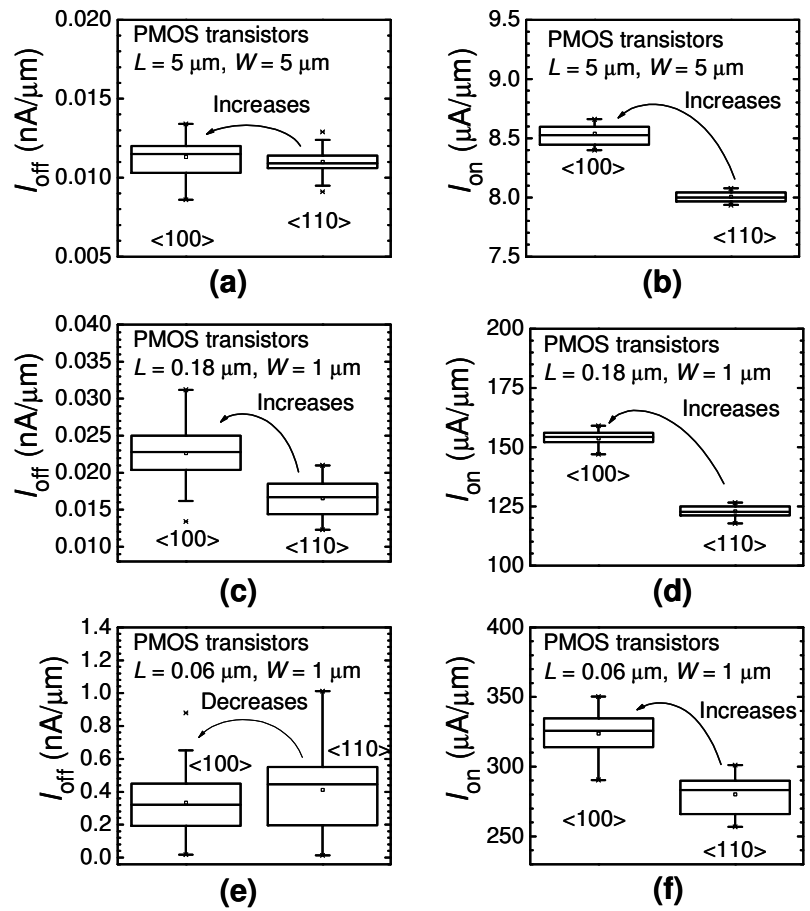 PMOS transistors
L = 5 μm, W = 5 μm
Increases
<100>
<110>
0.020
0.015
0.010
0.005
I_off (nA/μm)
(a)
PMOS transistors
L = 5 μm, W = 5 μm
Increases
<100>
<110>
9.5
9.0
8.5
8.0
7.5
I_on (μA/μm)
(b)
PMOS transistors
L = 0.18 μm, W = 1 μm
Increases
<100>
<110>
0.040
0.035
0.030
0.025
0.020
0.015
0.010
I_off (nA/μm)
(c)
PMOS transistors
L = 0.18 μm, W = 1 μm
Increases
<100>
<110>
200
175
150
125
100
I_on (μA/μm)
(d)
PMOS transistors
L = 0.06 μm, W = 1 μm
Decreases
<100>
<110>
1.4
1.2
1.0
0.8
0.6
0.4
0.2
0.0
I_off (nA/μm)
(e)
PMOS transistors
L = 0.06 μm, W = 1 μm
Increases
<100>
<110>
400
350
300
250
I_on (μA/μm)
(f)